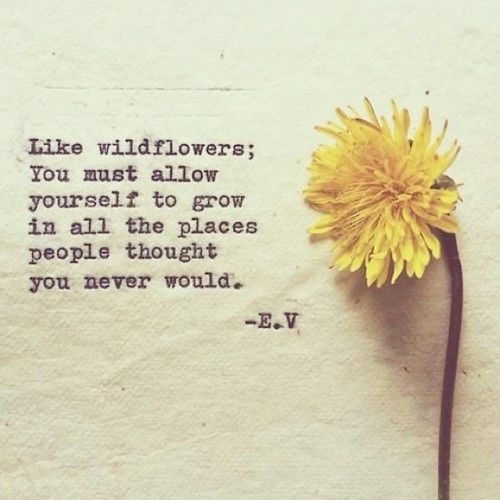 Like wildflowers;
You must allow
yourself to grow
in all the places
people thought
you never would.
-E.V